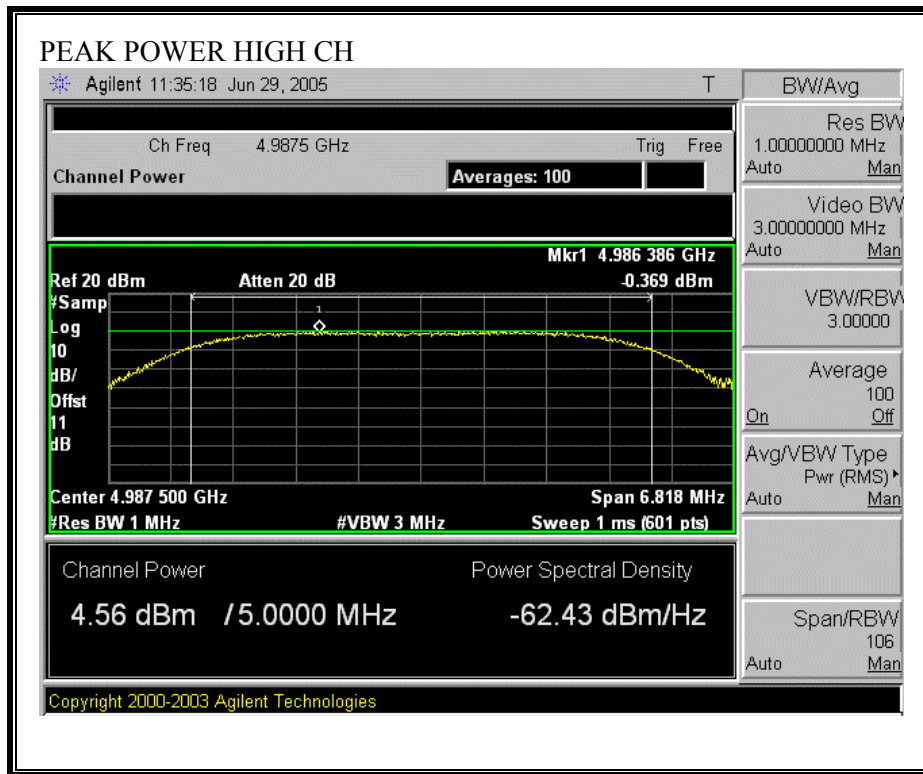 PEAK POWER HIGH CH
Agilent 11:35:18 Jun 29, 2005 T
Ch Freq 4.9875 GHz Trig Free
Channel Power Averages: 100
Mkr1 4.986 386 GHz
Ref 20 dBm Atten 20 dB -0.369 dBm
#Samp
Log
10
dB/
Offst
11
dB
1
Center 4.987 500 GHz Span 6.818 MHz
#Res BW 1 MHz #VBW 3 MHz Sweep 1 ms (601 pts)
Channel Power Power Spectral Density
4.56 dBm /5.0000 MHz -62.43 dBm/Hz
Copyright 2000-2003 Agilent Technologies
BW/Avg
Res BW
1.00000000 MHz
Auto Man
Video BW
3.00000000 MHz
Auto Man
VBW/RBW
3.00000
Average
100
On Off
Avg/VBW Type
Pwr (RMS)
Auto Man
Span/RBW
106
Auto Man